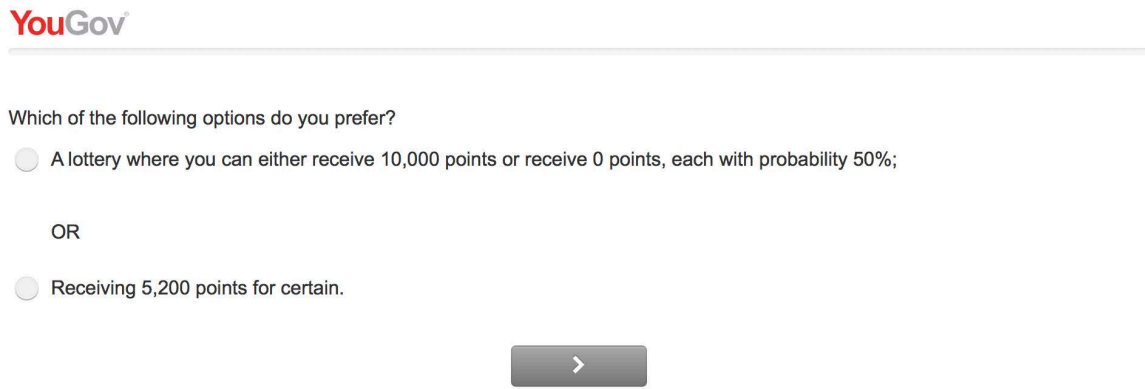 YouGov
Which of the following options do you prefer?
A lottery where you can either receive 10,000 points or receive 0 points, each with probability 50%;
OR
Receiving 5,200 points for certain.